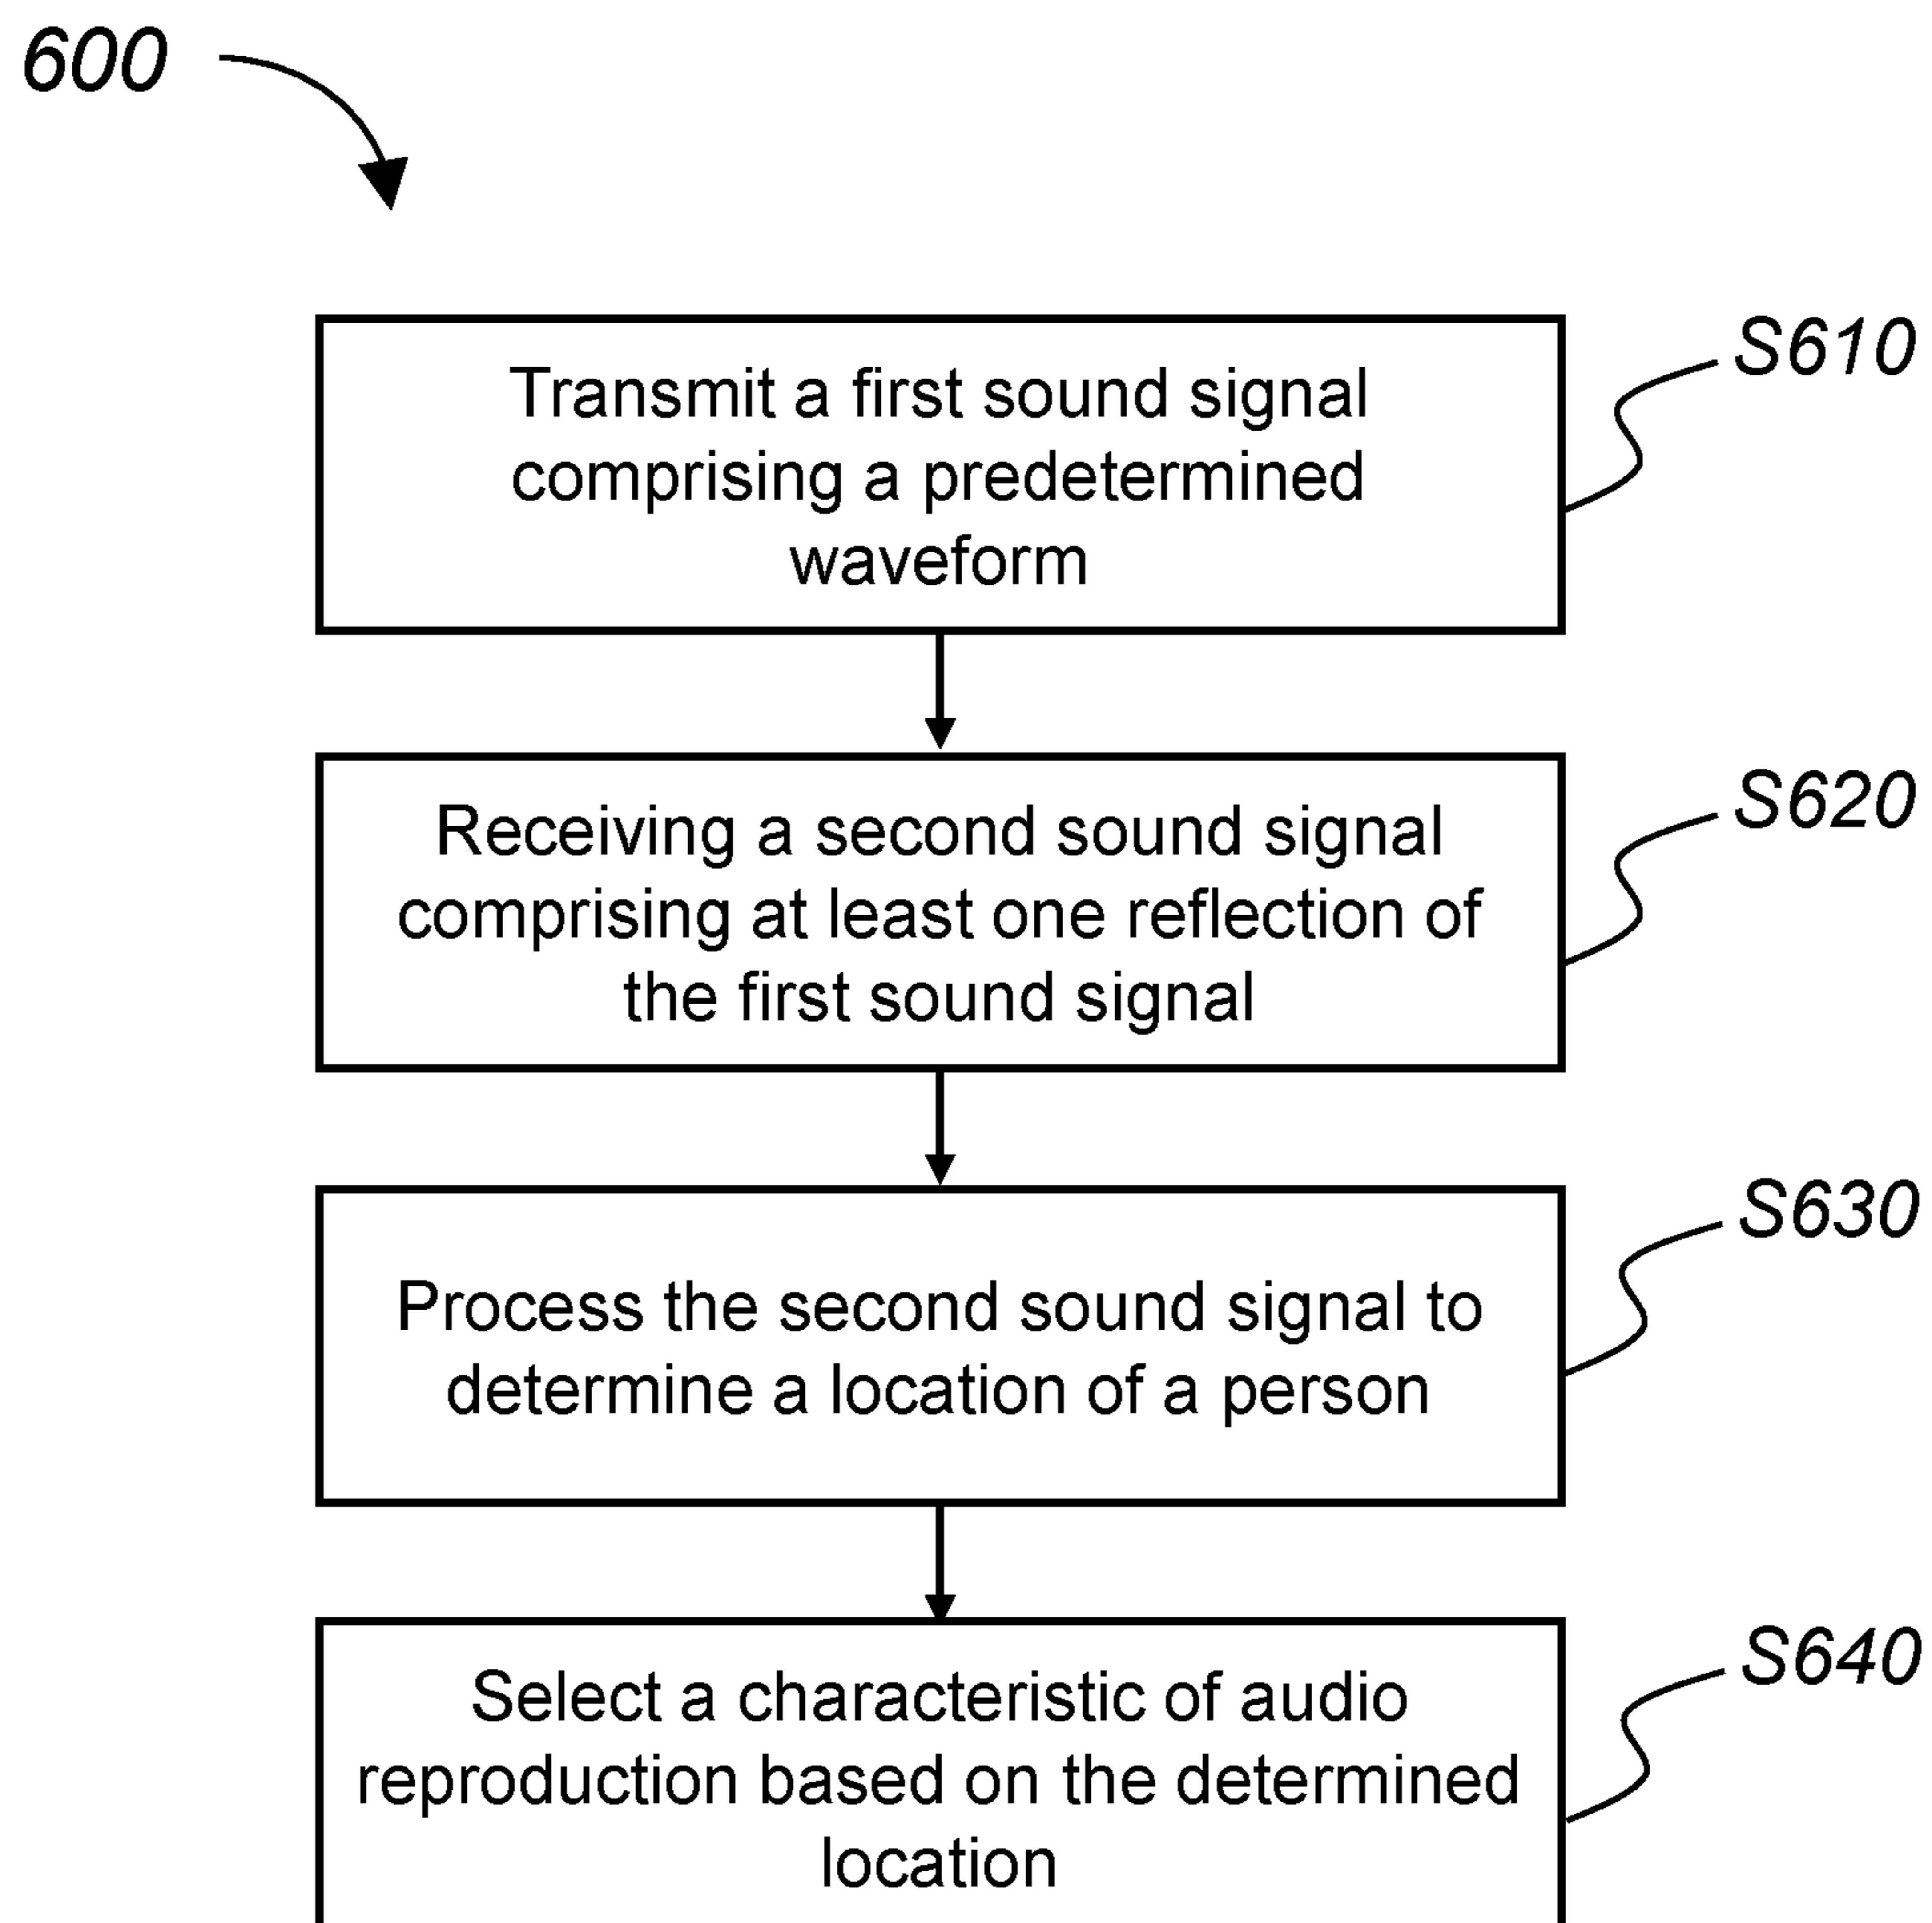 600
S610
Transmit a first sound signal
comprising a predetermined
waveform
S620
Receiving a second sound signal
comprising at least one reflection of
the first sound signal
S630
Process the second sound signal to
determine a location of a person
S640
Select a characteristic of audio
reproduction based on the determined
location